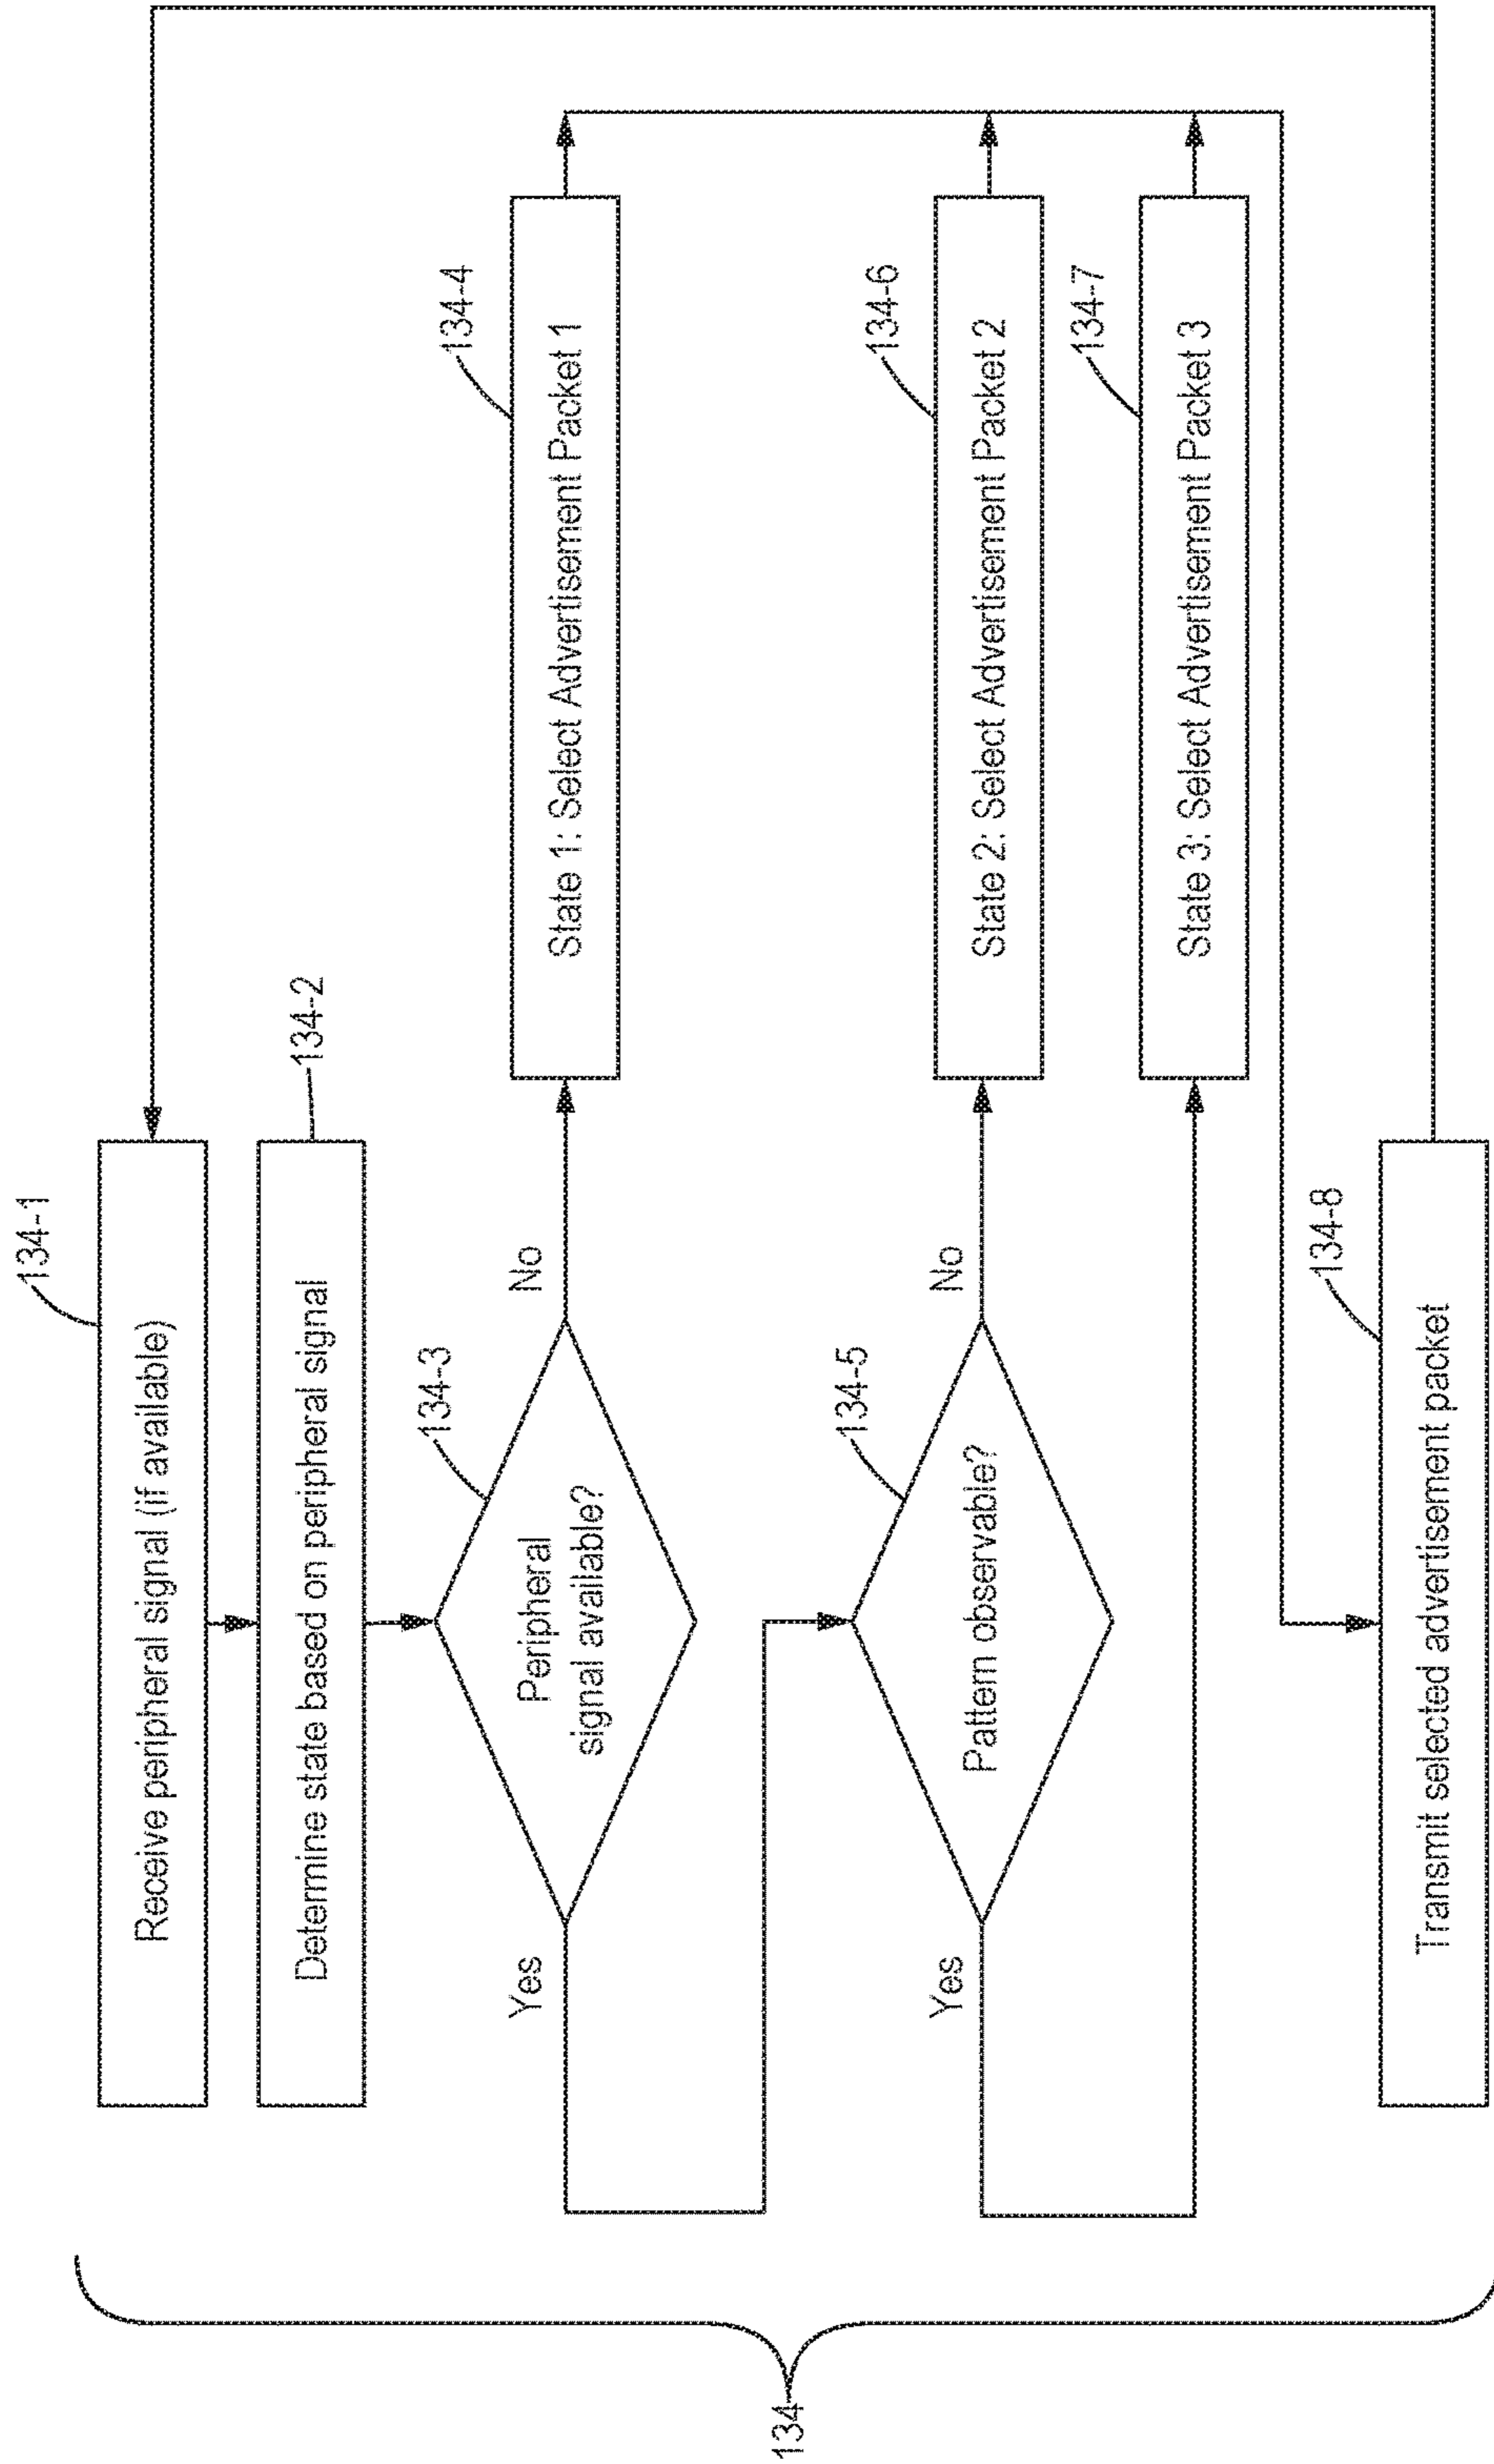 134
134-1
Receive peripheral signal (if available)
134-2
Determine state based on peripheral signal
134-3
Peripheral
signal available?
Yes
No
134-4
State 1: Select Advertisement Packet 1
134-5
Pattern observable?
Yes
No
134-6
State 2: Select Advertisement Packet 2
134-7
State 3: Select Advertisement Packet 3
134-8
Transmit selected advertisement packet